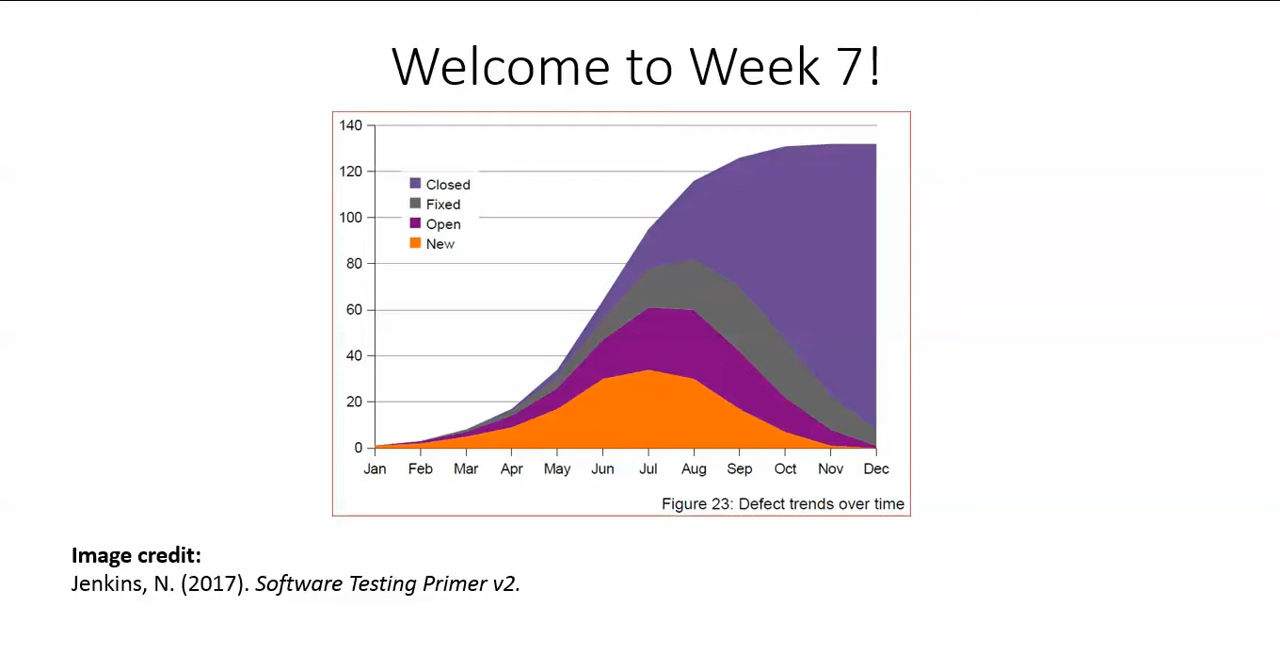 Welcome to Week 7!
140
120
100
80
60
40
20
0
Closed
Fixed
Open
New
Jan Feb Mar Apr May Jun Jul Aug Sep Oct Nov Dec
Figure 23: Defect trends over time
Image credit:
Jenkins, N. (2017). Software Testing Primer v2.